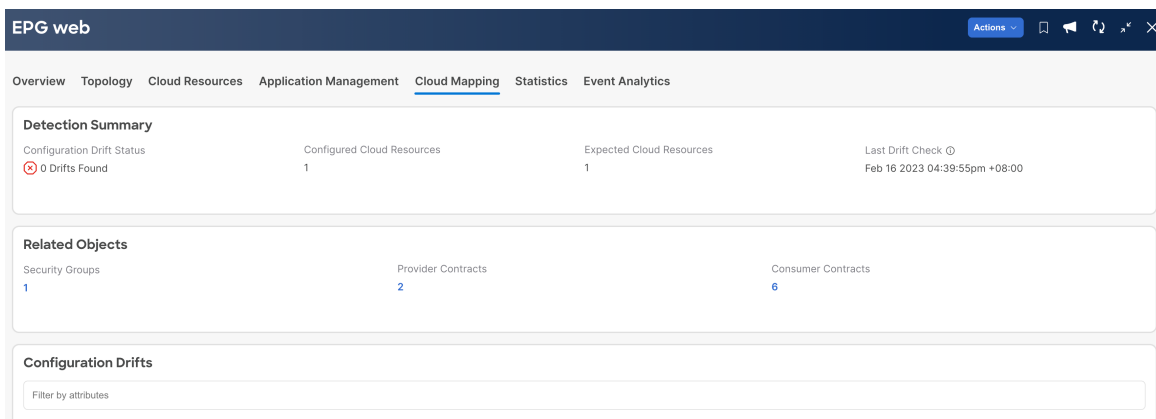 EPG web
Actions
Overview Topology Cloud Resources Application Management Cloud Mapping Statistics Event Analytics
Detection Summary
Configuration Drift Status Configured Cloud Resources Expected Cloud Resources Last Drift Check
0 Drifts Found 1 1 Feb 16 2023 04:39:55pm +08:00
Related Objects
Security Groups Provider Contracts Consumer Contracts
1 2 6
Configuration Drifts
Filter by attributes